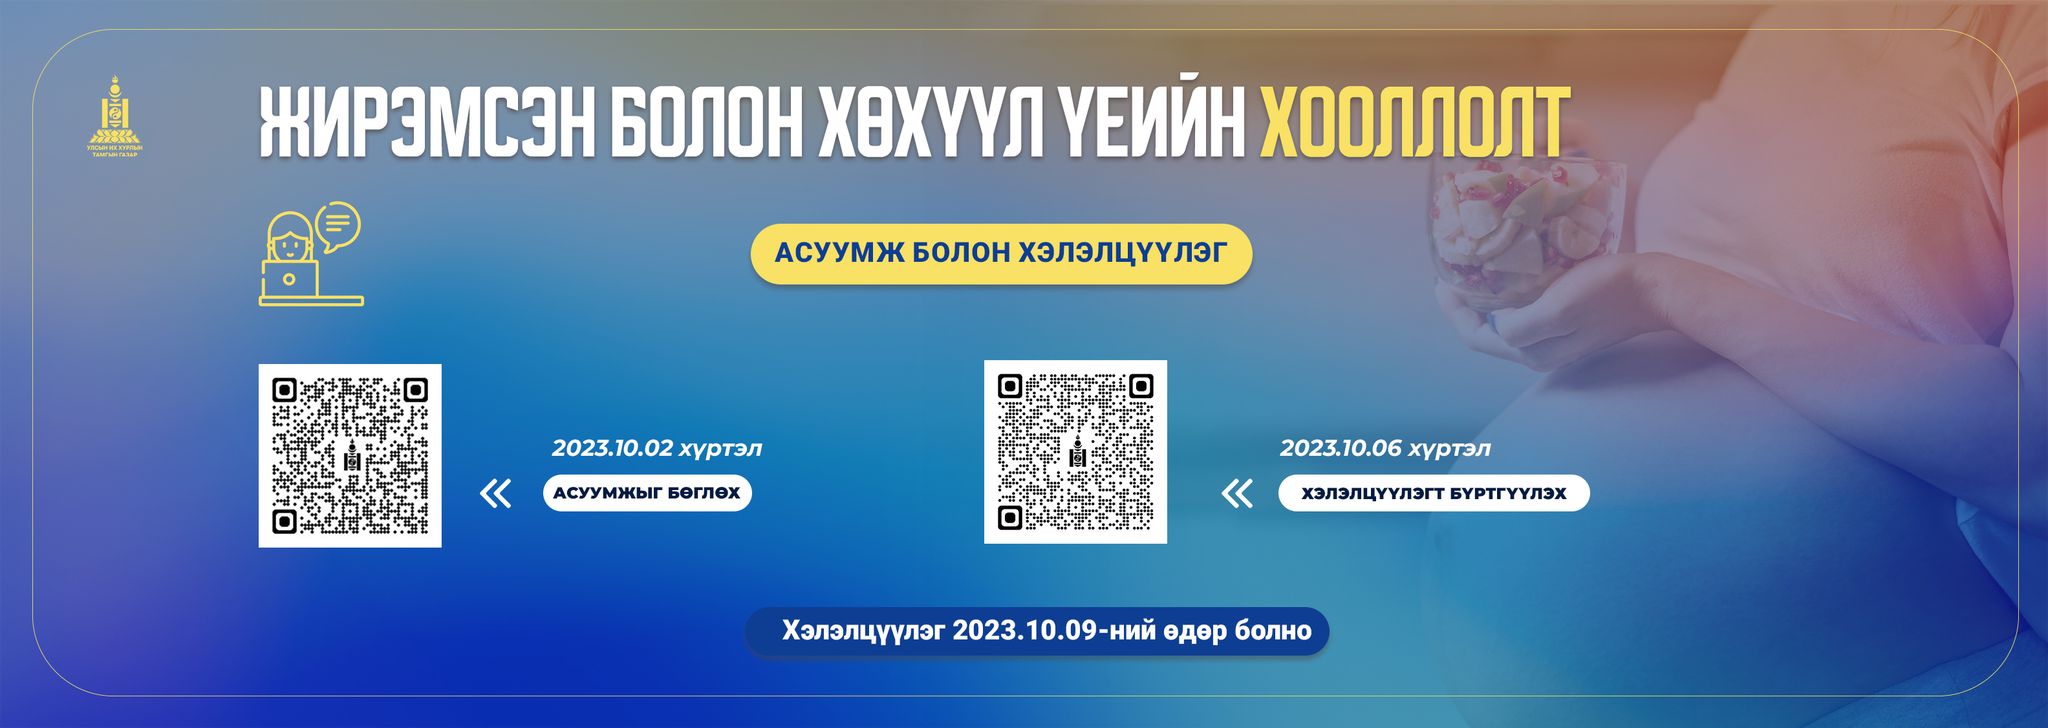 УЛСЫН ИХ ХУРЛЫН
ТАМГЫН ГАЗАР
ЖИРЭМСЭН БОЛОН ХӨХҮҮЛ ҮЕИЙН ХООЛЛОЛТ
АСУУМЖ БОЛОН ХЭЛЭЛЦҮҮЛЭГ
2023.10.02 хүртэл
АСУУМЖЫГ БӨГЛӨХ
2023.10.06 хүртэл
ХЭЛЭЛЦҮҮЛЭГТ БҮРТГҮҮЛЭХ
Хэлэлцүүлэг 2023.10.09-ний өдөр болно